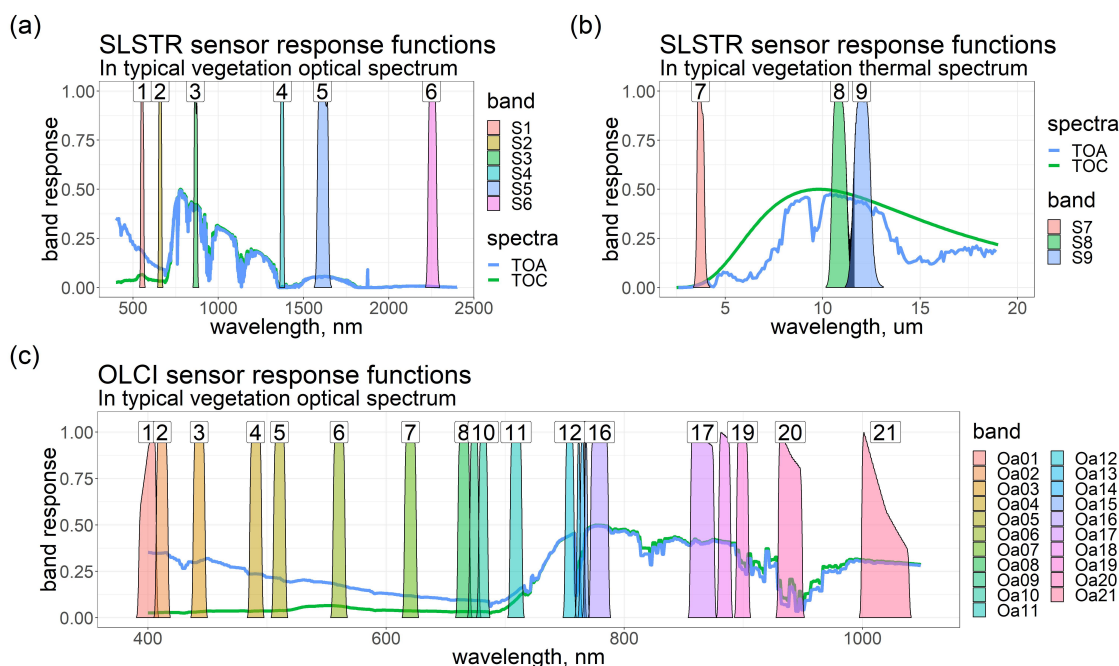 (a)
SLSTR sensor response functions
In typical vegetation optical spectrum
1 2 3 4 5 6
1.00
0.75
0.50
0.25
0.00
band response
500 1000 1500 2000 2500
wavelength, nm
band
S1
S2
S3
S4
S5
S6
spectra
TOA
TOC
(b)
SLSTR sensor response functions
In typical vegetation thermal spectrum
7 8 9
1.00
0.75
0.50
0.25
0.00
band response
5 10 15 20
wavelength, um
spectra
TOA
TOC
band
S7
S8
S9
(c)
OLCI sensor response functions
In typical vegetation optical spectrum
1 2 3 4 5 6 7 8 10 11 12 16 17 19 20 21
1.00
0.75
0.50
0.25
0.00
band response
400 600 800 1000
wavelength, nm
band
Oa01 Oa12
Oa02 Oa13
Oa03 Oa14
Oa04 Oa15
Oa05 Oa16
Oa06 Oa17
Oa07 Oa18
Oa08 Oa19
Oa09 Oa20
Oa10 Oa21
Oa11